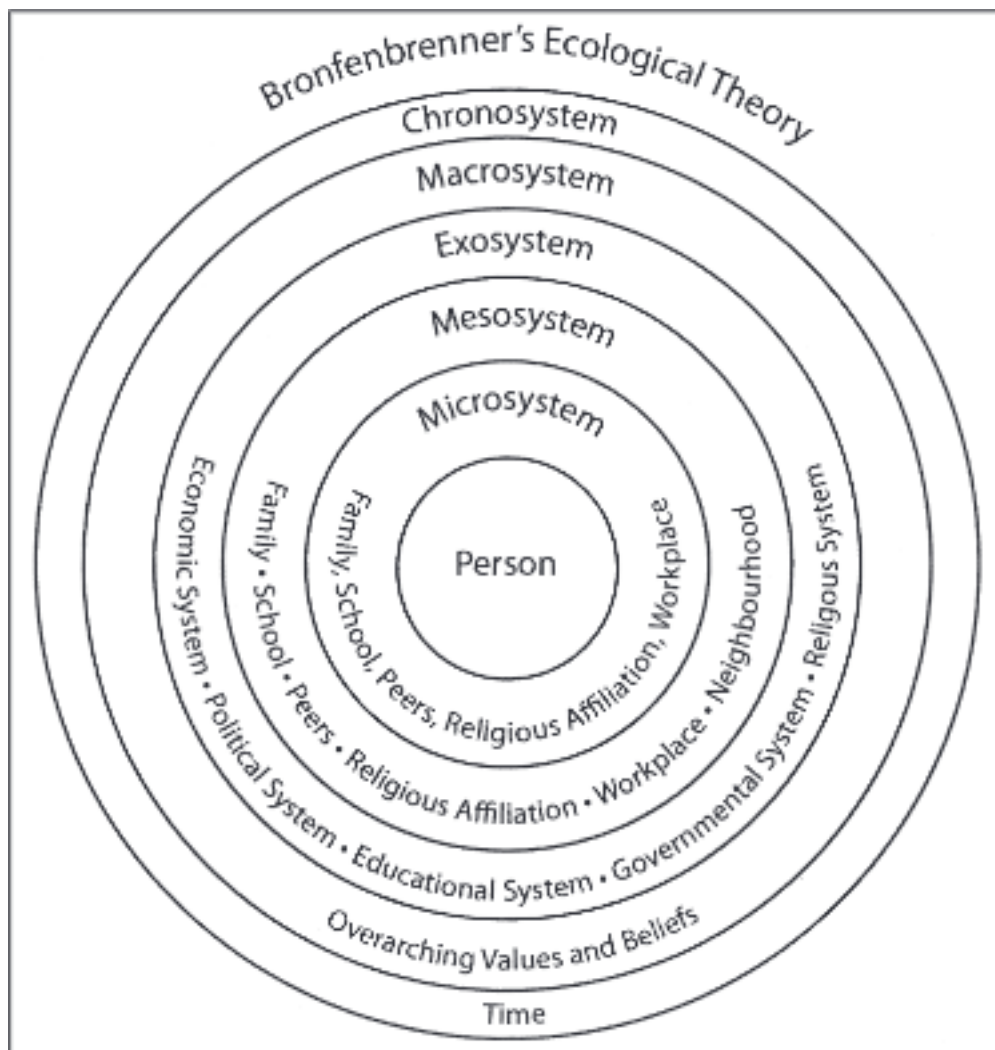 Bronfenbrenner's Ecological Theory
Chronosystem
Macrosystem
Exosystem
Mesosystem
Microsystem
Person
Family, School, Peers, Religious Affiliation, Workplace
Family • School • Peers • Religious Affiliation • Workplace • Neighbourhood
Economic System • Political System • Educational System • Governmental System • Religous System
Overarching Values and Beliefs
Time